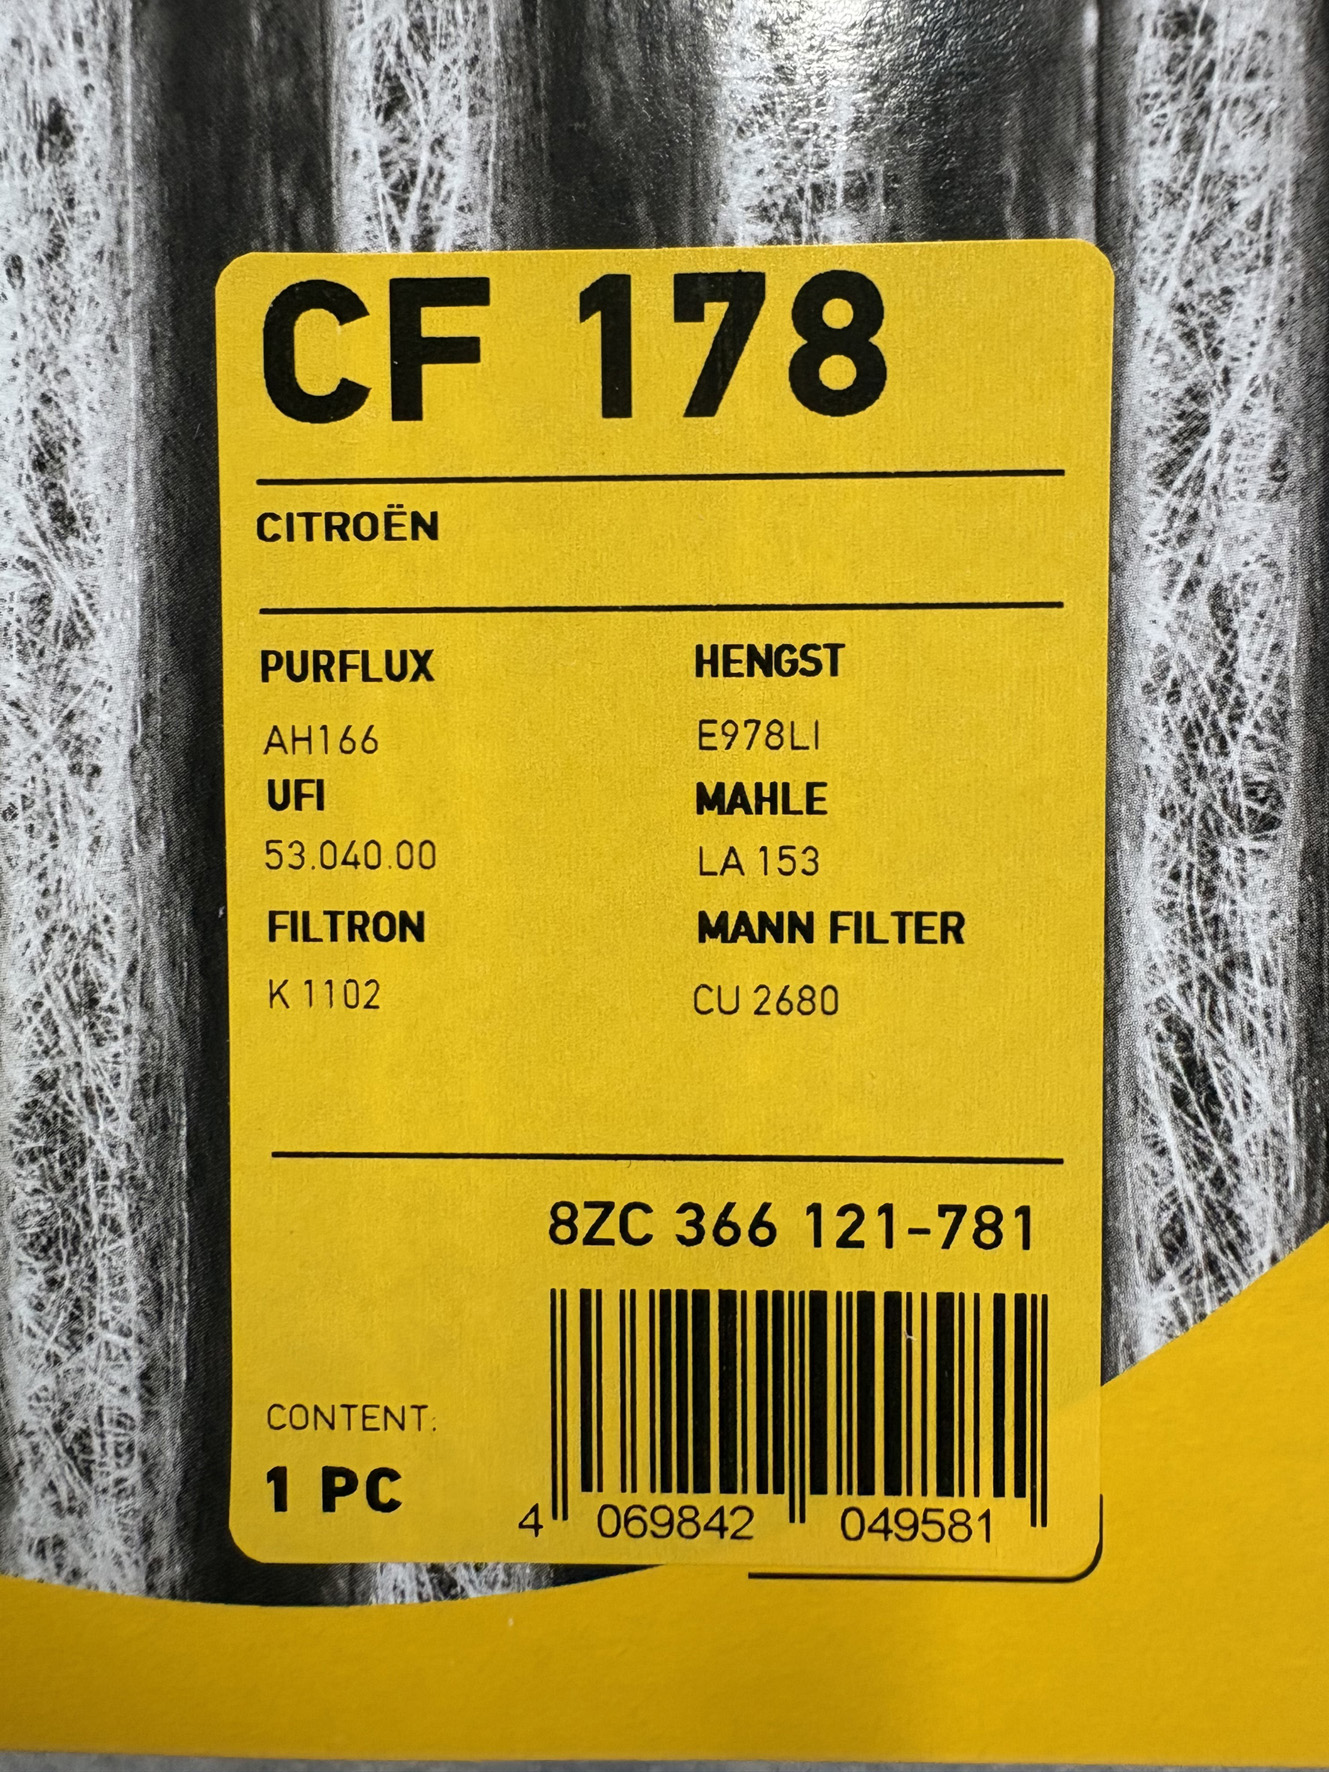 CF 178
CITROËN
PURFLUX HENGST
AH166 E978LI
UFI MAHLE
53.040.00 LA 153
FILTRON MANN FILTER
K 1102 CU 2680
8ZC 366 121-781
CONTENT:
1 PC
4 069842 049581